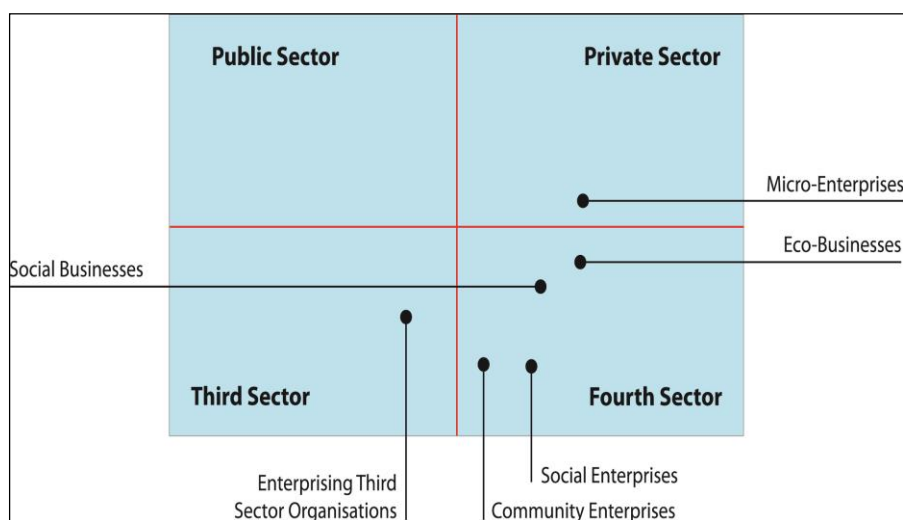 Public Sector
Private Sector
Micro-Enterprises
Eco-Businesses
Social Businesses
Third Sector
Fourth Sector
Social Enterprises
Enterprising Third
Sector Organisations
Community Enterprises